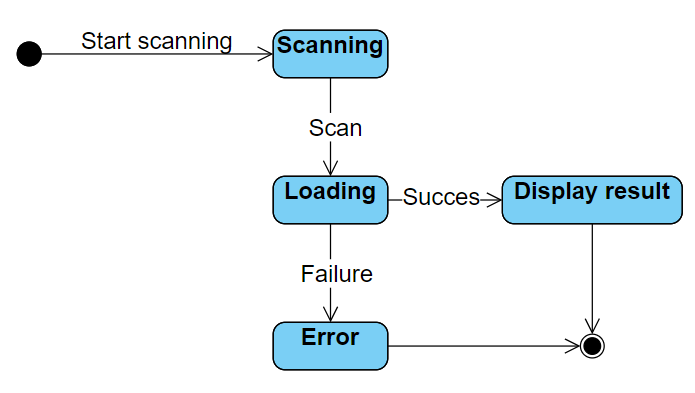 Start scanning
Scanning
Scan
Loading
Succes
Display result
Failure
Error